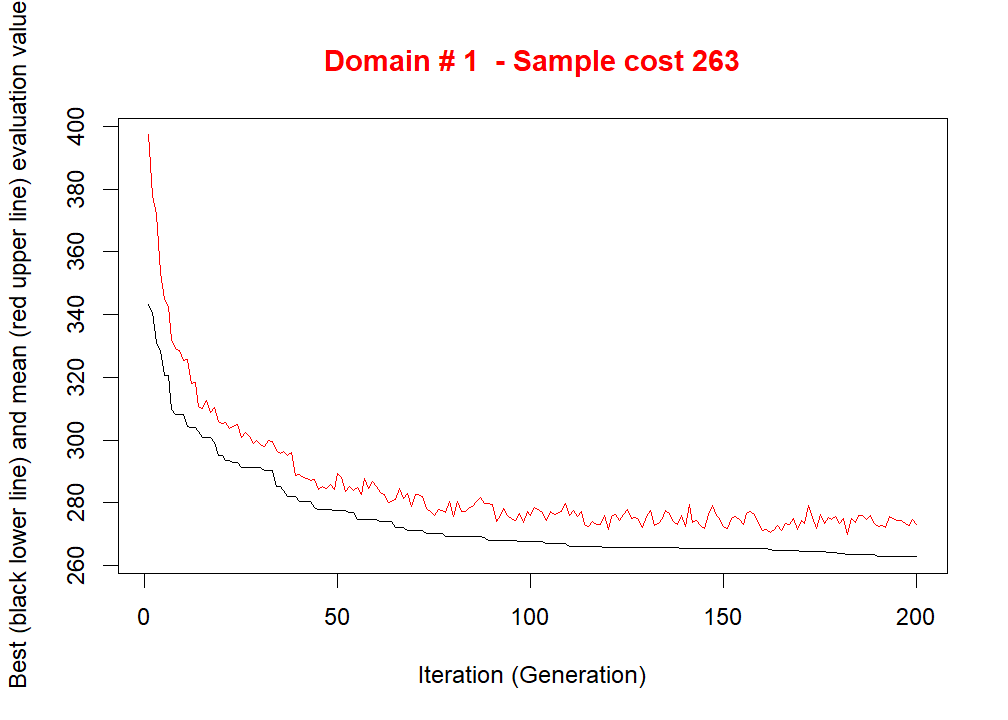 Domain # 1  - Sample cost 263
Best (black lower line) and mean (red upper line) evaluation value
400
380
360
340
320
300
280
260
0 50 100 150 200
Iteration (Generation)